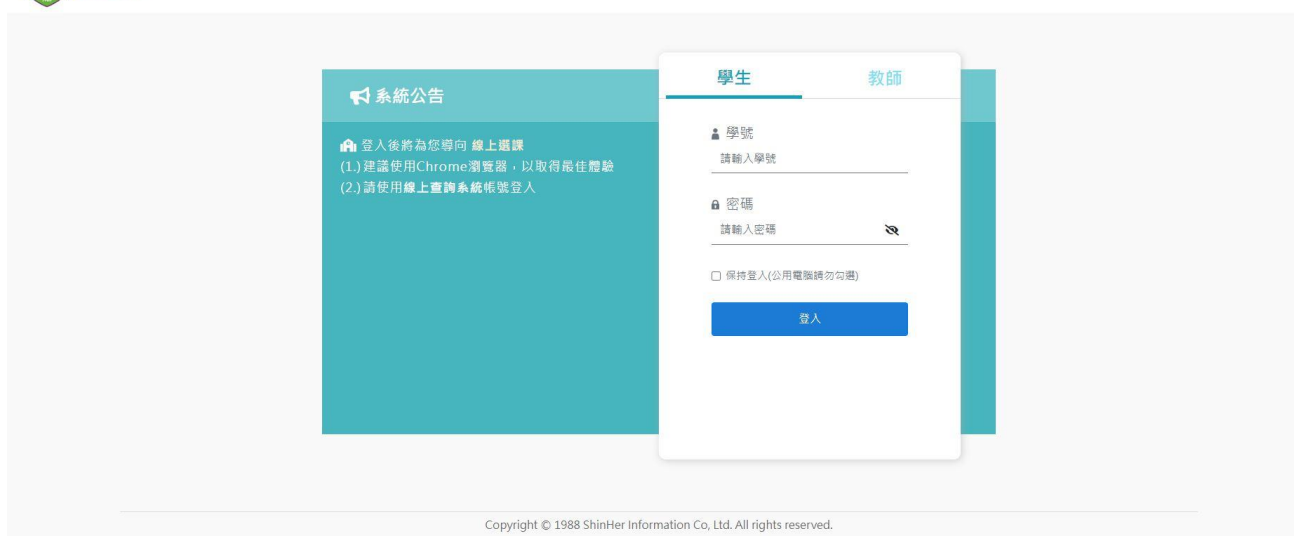 系統公告
登入後將為您導向 線上選課
(1.)建議使用Chrome瀏覽器，以取得最佳體驗
(2.)請使用線上查詢系統帳號登入
學生
教師
學號
請輸入學號
密碼
請輸入密碼
保持登入(公用電腦請勿勾選)
登入
Copyright © 1988 ShinHer Information Co, Ltd. All rights reserved.